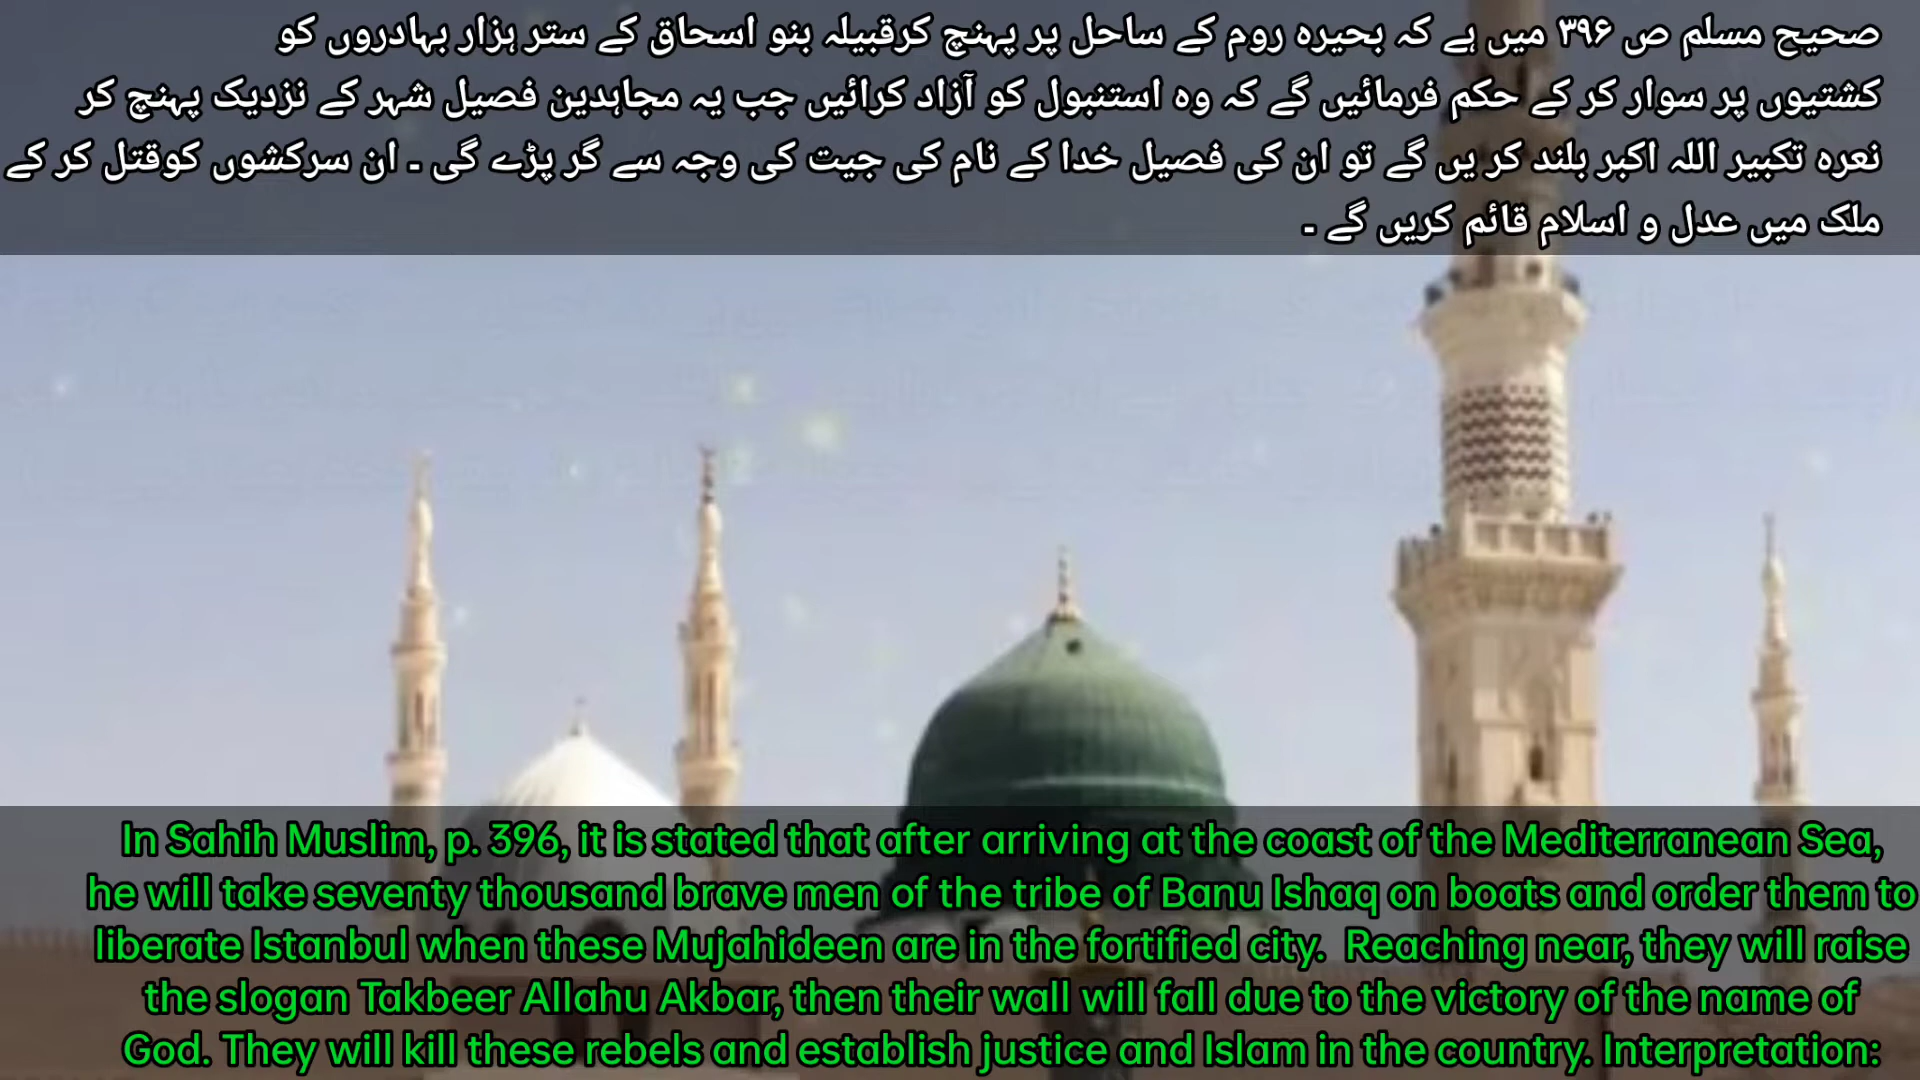 صحیح مسلم ص ۳۹۶ میں ہے کہ بحیرہ روم کے ساحل پر پہنچ کرقبیلہ بنو اسحاق کے ستر ہزار بہادروں کو
کشتیوں پر سوار کر کے حکم فرمائیں گے کہ وہ استنبول کو آزاد کرائیں جب یہ مجاہدین فصیل شہر کے نزدیک پہنچ کر
نعرہ تکبیر اللہ اکبر بلند کر یں گے تو ان کی فصیل خدا کے نام کی جیت کی وجہ سے گر پڑے گی ۔ ان سرکشوں کوقتل کر کے
ملک میں عدل و اسلام قائم کریں گے ۔
In Sahih Muslim, p. 396, it is stated that after arriving at the coast of the Mediterranean Sea,
he will take seventy thousand brave men of the tribe of Banu Ishaq on boats and order them to
liberate Istanbul when these Mujahideen are in the fortified city. Reaching near, they will raise
the slogan Takbeer Allahu Akbar, then their wall will fall due to the victory of the name of
God. They will kill these rebels and establish justice and Islam in the country. Interpretation: